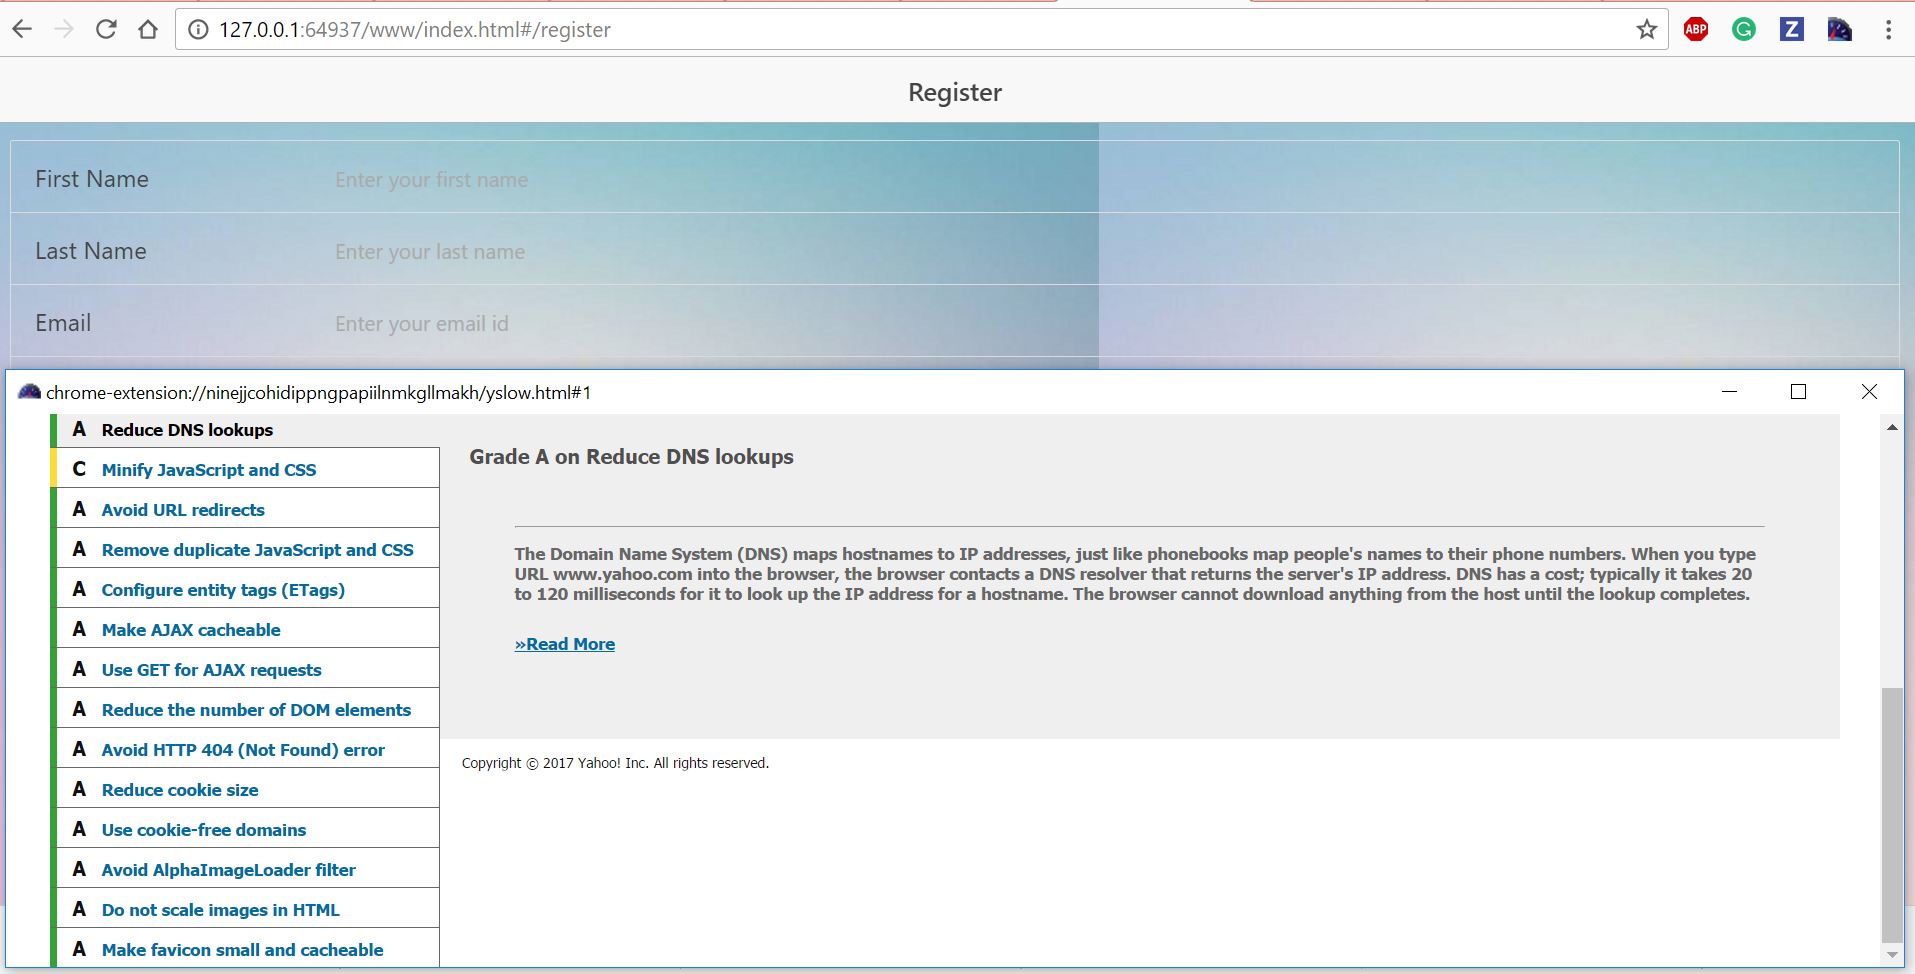 127.0.0.1:64937/www/index.html#/register
ABP
G
Z
Register
First Name Enter your first name
Last Name Enter your last name
Email Enter your email id
chrome-extension://ninejjcohidippngpapiilnmkgllmakh/yslow.html#1
A Reduce DNS lookups
C Minify JavaScript and CSS
A Avoid URL redirects
A Remove duplicate JavaScript and CSS
A Configure entity tags (ETags)
A Make AJAX cacheable
A Use GET for AJAX requests
A Reduce the number of DOM elements
A Avoid HTTP 404 (Not Found) error
A Reduce cookie size
A Use cookie-free domains
A Avoid AlphaImageLoader filter
A Do not scale images in HTML
A Make favicon small and cacheable
Grade A on Reduce DNS lookups
The Domain Name System (DNS) maps hostnames to IP addresses, just like phonebooks map people's names to their phone numbers. When you type
URL www.yahoo.com into the browser, the browser contacts a DNS resolver that returns the server's IP address. DNS has a cost; typically it takes 20
to 120 milliseconds for it to look up the IP address for a hostname. The browser cannot download anything from the host until the lookup completes.
»Read More
Copyright © 2017 Yahoo! Inc. All rights reserved.